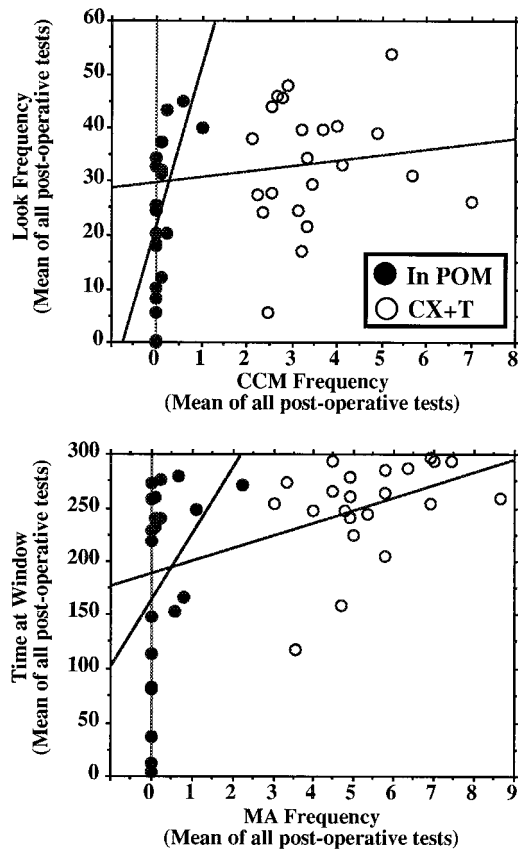 60
50
40
30
20
10
0
Look Frequency
(Mean of all post-operative tests)
In POM
CX+T
0 1 2 3 4 5 6 7 8
CCM Frequency
(Mean of all post-operative tests)
300
250
200
150
100
50
0
Time at Window
(Mean of all post-operative tests)
0 1 2 3 4 5 6 7 8 9
MA Frequency
(Mean of all post-operative tests)